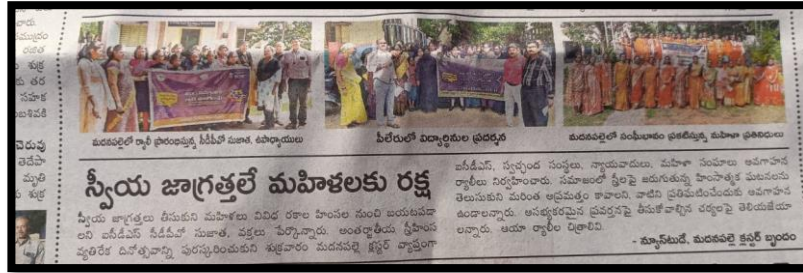 మదనపల్లెలో ర్యాలీ ప్రారంభిస్తున్న సీడీపీవో సుజాత, ఉపాధ్యాయులు
పీలేరులో విద్యార్థినుల ప్రదర్శన
మదనపల్లెలో సంఘీభావం ప్రకటిస్తున్న మహిళా ప్రతినిధులు
స్వీయ జాగ్రత్తలే మహిళలకు రక్ష
స్వీయ జాగ్రత్తలు తీసుకుని మహిళలు వివిధ రకాల హింసల నుంచి బయటపడా
లని ఐసీడీఎస్ సీడీపీవో సుజాత, వక్తలు పేర్కొన్నారు. అంతర్జాతీయ స్త్రీహింస
వ్యతిరేక దినోత్సవాన్ని పురస్కరించుకుని శుక్రవారం మదనపల్లె క్లస్టర్ వ్యాప్తంగా
ఐసీడీఎస్, స్వచ్ఛంద సంస్థలు, న్యాయవాదులు, మహిళా సంఘాలు అవగాహన
ర్యాలీలు నిర్వహించారు. సమాజంలో స్త్రీలపై జరుగుతున్న హింసాత్మక ఘటనలను
తెలుసుకుని మరింత అప్రమత్తం కావాలని, వాటిని ప్రతిఘటించేందుకు అవగాహన
ఉండాలన్నారు. అసభ్యకరమైన ప్రవర్తనపై తీసుకోవాల్సిన చర్యలపై తెలియజేయా
లన్నారు. ఆయా ర్యాలీల చిత్రాలివి.
- న్యూస్‌టుడే, మదనపల్లె క్లస్టర్ బృందం
చెరువు
తెదేపా
మృతి